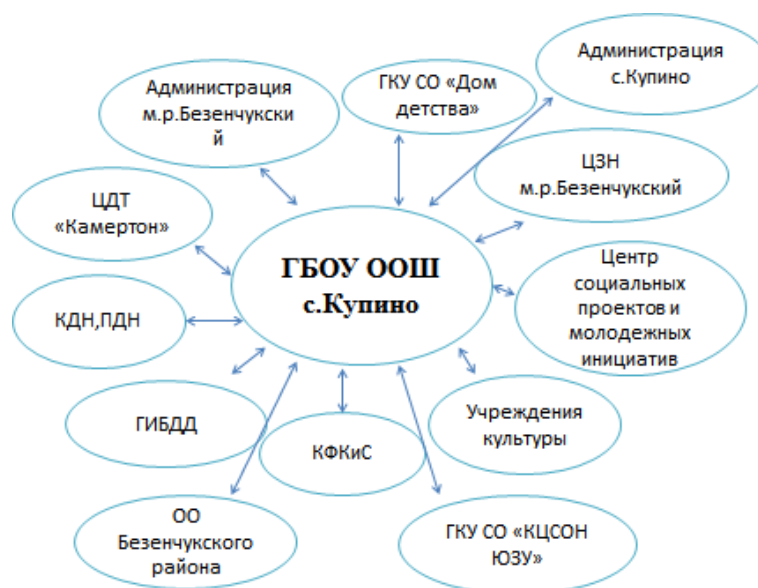 Администрация
с.Купино
ГКУ СО «Дом
детства»
Администрация
м.р.Безенчукски
й
ЦЗН
м.р.Безенчукский
ЦДТ
«Камертон»
ГБОУ ООШ
с.Купино
Центр
социальных
проектов и
молодежных
инициатив
КДН,ПДН
ГИБДД
Учреждения
культуры
КФКиС
ОО
Безенчукского
района
ГКУ СО «КЦСОН
ЮЗУ»